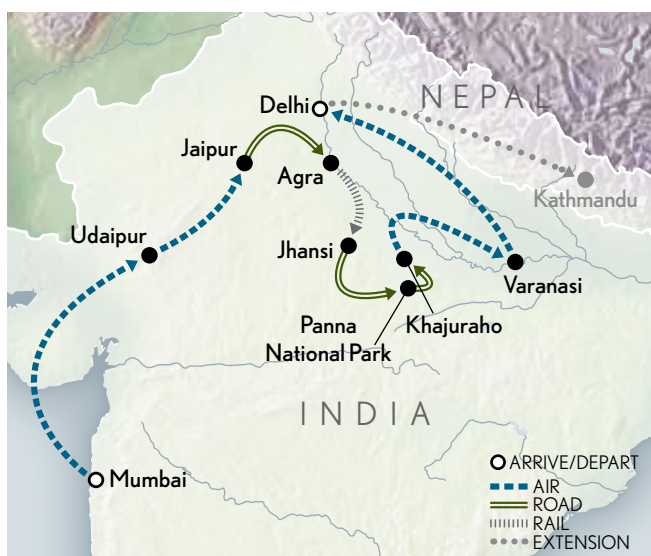 NEPAL
Delhi
Jaipur
Agra
Kathmandu
Udaipur
Jhansi
Varanasi
Panna
National Park
Khajuraho
INDIA
Mumbai
ARRIVE/DEPART
AIR
ROAD
RAIL
EXTENSION